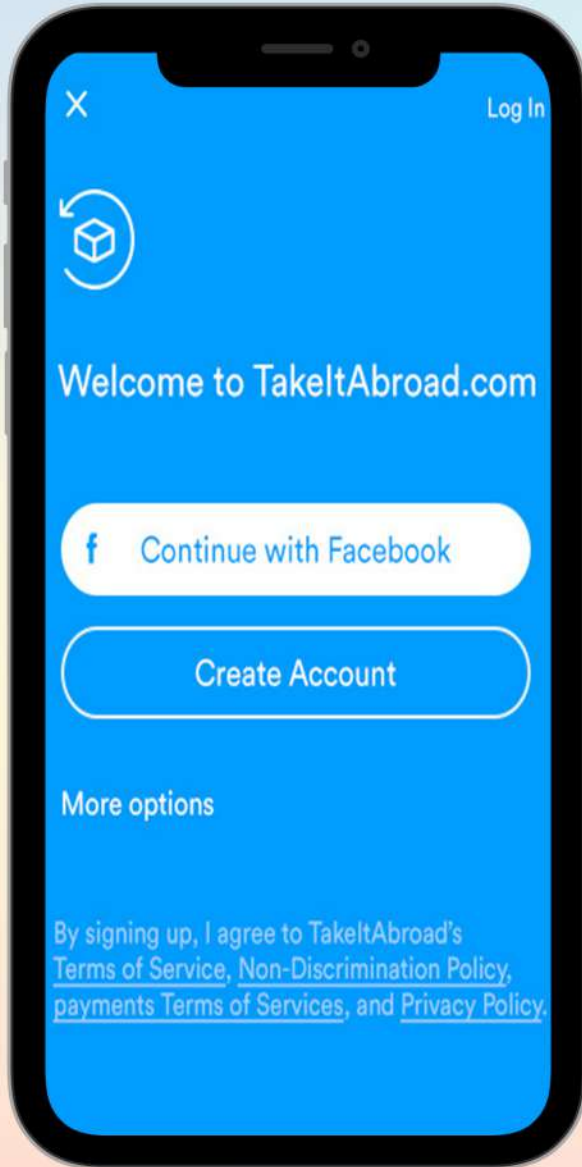 Log In
Welcome to TakeItAbroad.com
f Continue with Facebook
Create Account
More options
By signing up, I agree to TakeItAbroad's
Terms of Service, Non-Discrimination Policy,
payments Terms of Services, and Privacy Policy.